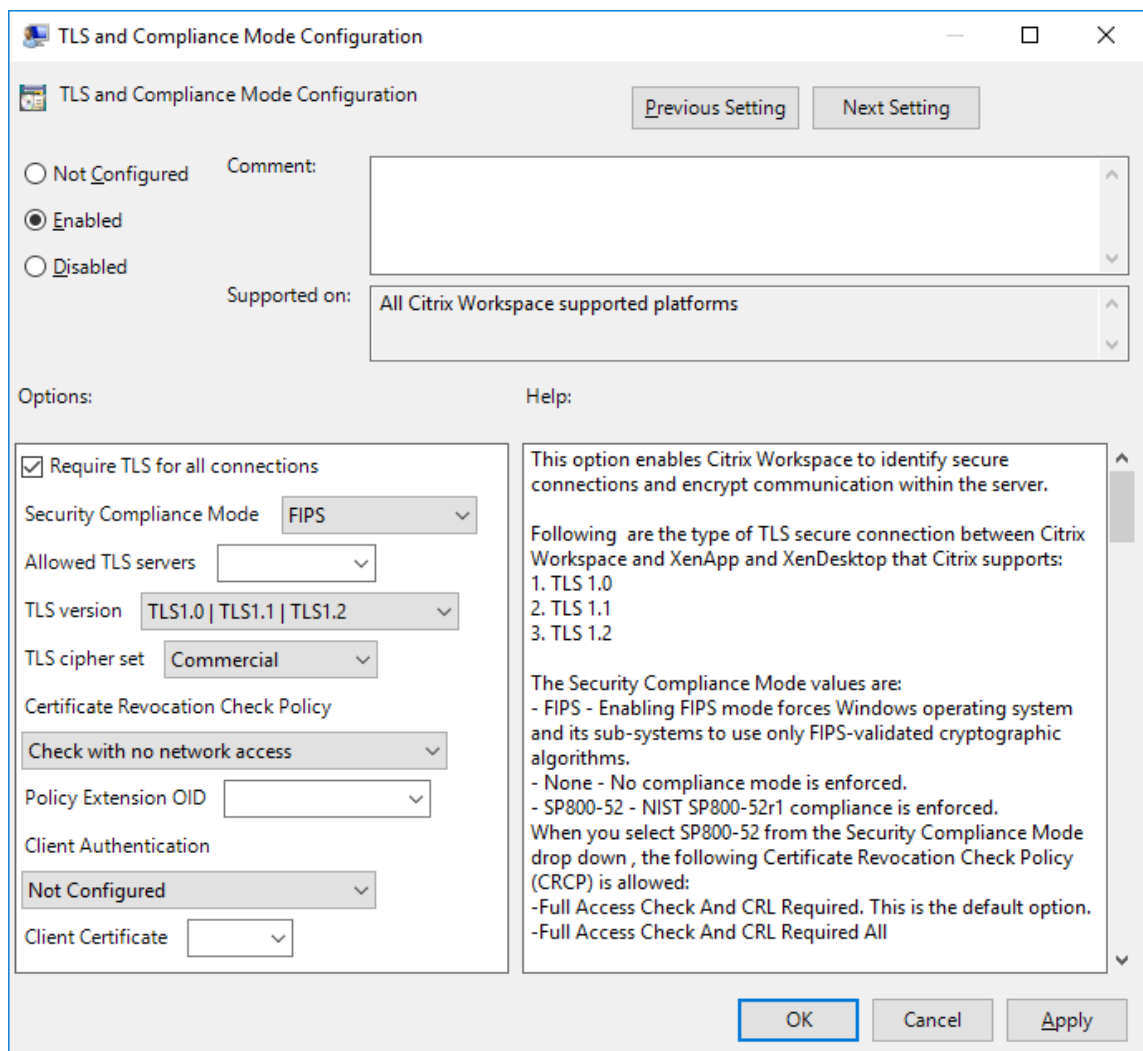 TLS and Compliance Mode Configuration
TLS and Compliance Mode Configuration
Previous Setting
Next Setting
Not Configured
Comment:
Enabled
Disabled
Supported on:
All Citrix Workspace supported platforms
Options:
Help:
Require TLS for all connections
Security Compliance Mode
FIPS
Allowed TLS servers
TLS version
TLS1.0 | TLS1.1 | TLS1.2
TLS cipher set
Commercial
Certificate Revocation Check Policy
Check with no network access
Policy Extension OID
Client Authentication
Not Configured
Client Certificate
This option enables Citrix Workspace to identify secure
connections and encrypt communication within the server.
Following  are the type of TLS secure connection between Citrix
Workspace and XenApp and XenDesktop that Citrix supports:
1. TLS 1.0
2. TLS 1.1
3. TLS 1.2
The Security Compliance Mode values are:
- FIPS - Enabling FIPS mode forces Windows operating system
and its sub-systems to use only FIPS-validated cryptographic
algorithms.
- None - No compliance mode is enforced.
- SP800-52 - NIST SP800-52r1 compliance is enforced.
When you select SP800-52 from the Security Compliance Mode
drop down , the following Certificate Revocation Check Policy
(CRCP) is allowed:
-Full Access Check And CRL Required. This is the default option.
-Full Access Check And CRL Required All
OK
Cancel
Apply